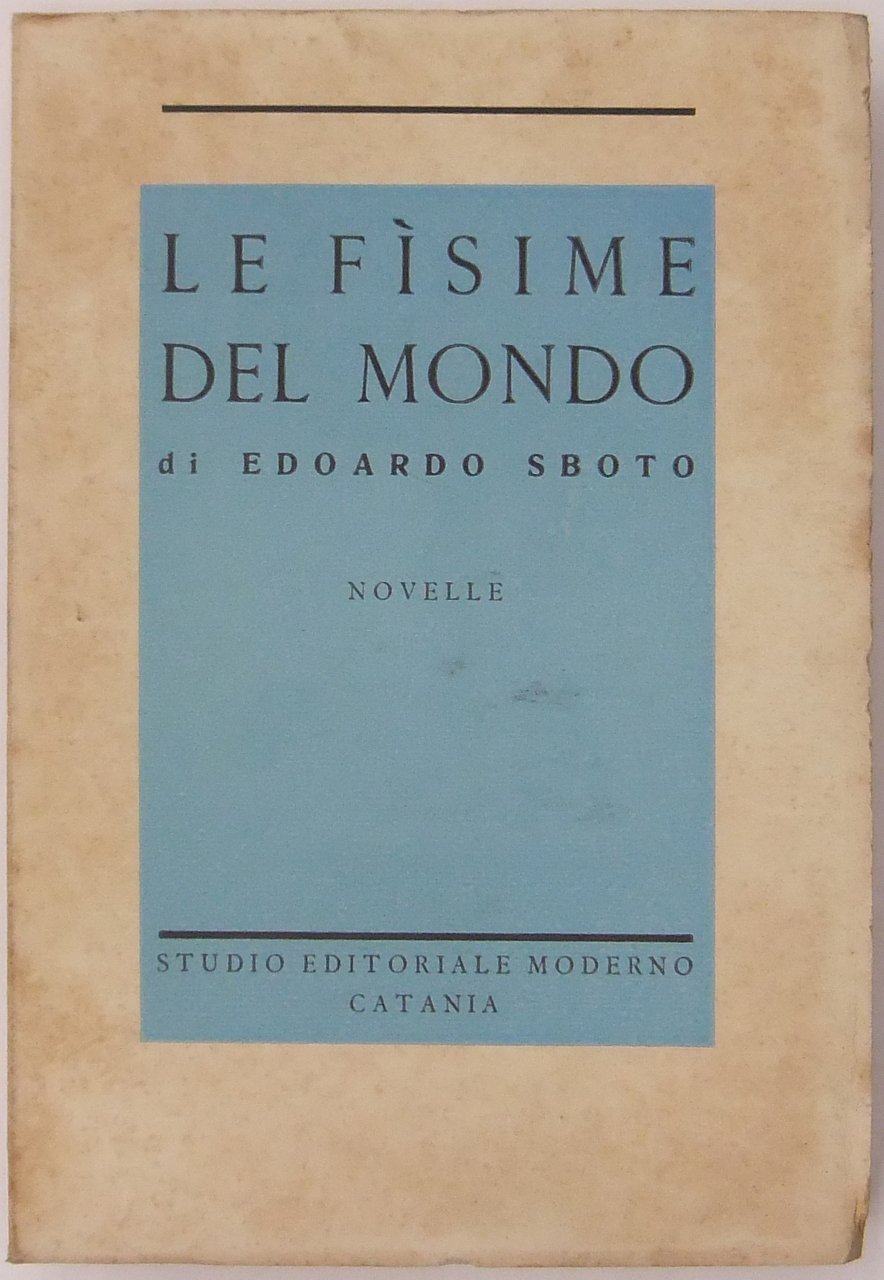 LE FÌSIME
DEL MONDO
di EDOARDO SBOTO
NOVELLE
STUDIO EDITORIALE MODERNO
CATANIA